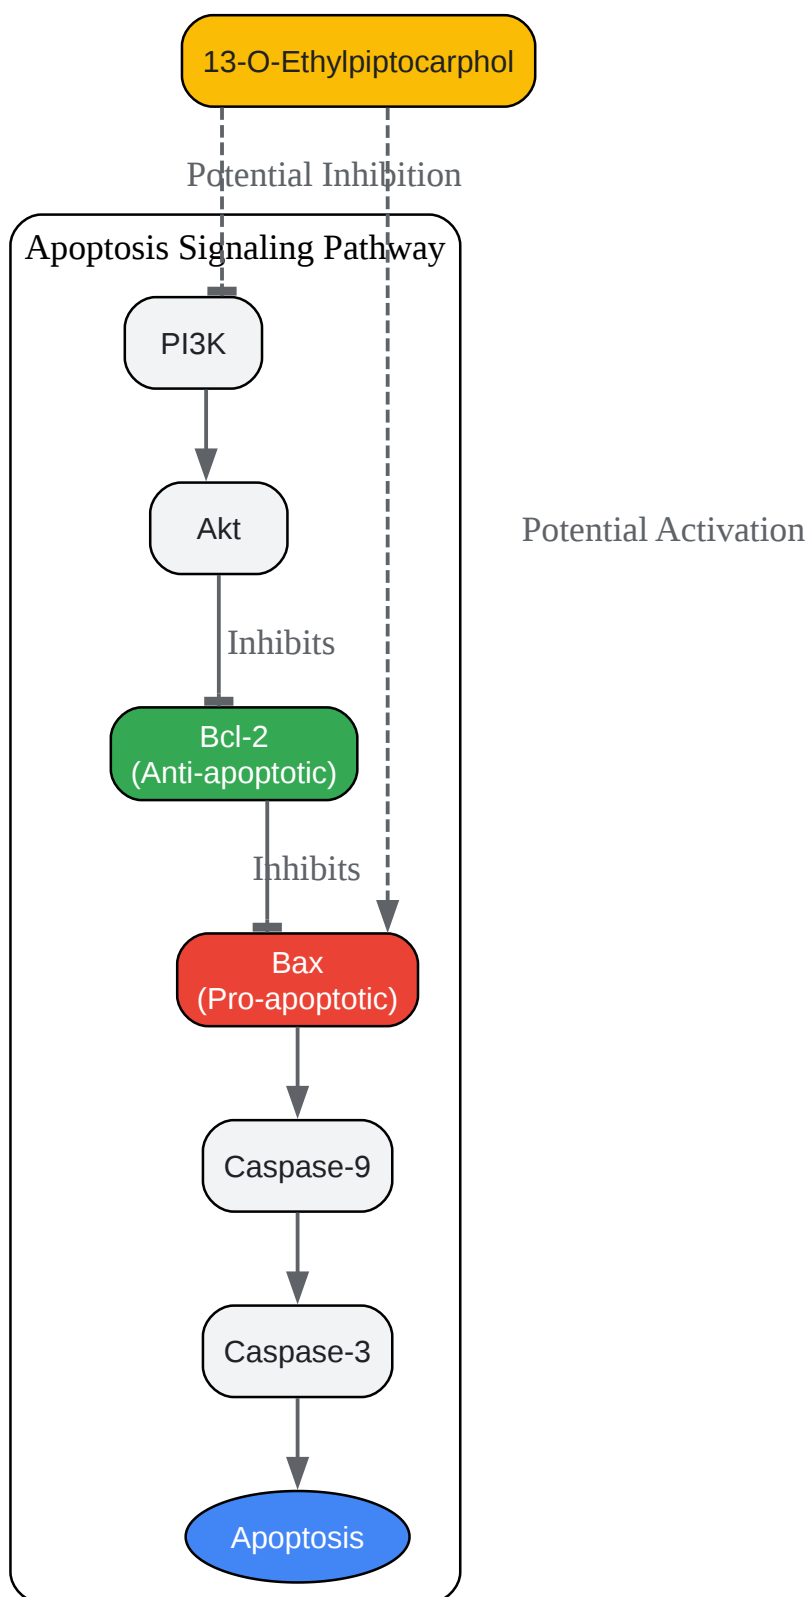 13-O-Ethylpiptocarphol
Potential Inhibition
Apoptosis Signaling Pathway
PI3K
Akt
Potential Activation
Inhibits
Bcl-2
(Anti-apoptotic)
Inhibits
Bax
(Pro-apoptotic)
Caspase-9
Caspase-3
Apoptosis